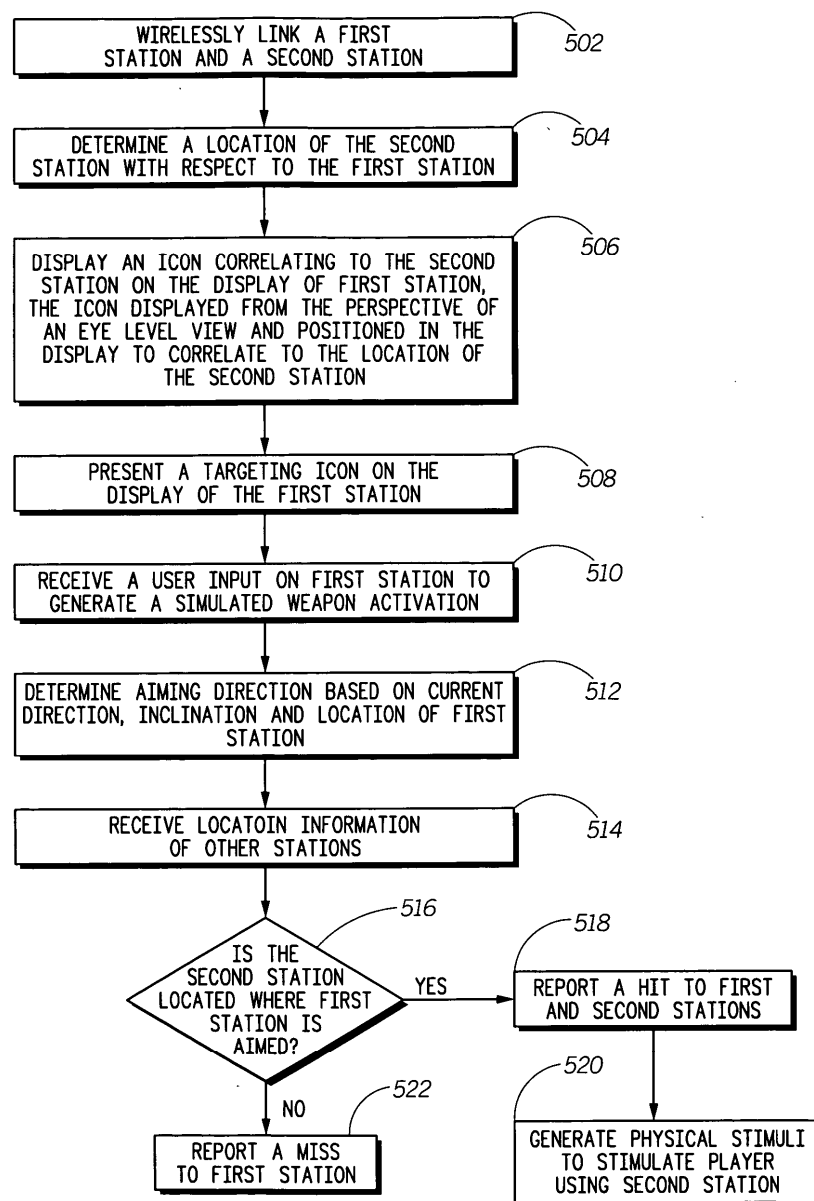 WIRELESSLY LINK A FIRST
STATION AND A SECOND STATION
502
DETERMINE A LOCATION OF THE SECOND
STATION WITH RESPECT TO THE FIRST STATION
504
DISPLAY AN ICON CORRELATING TO THE SECOND
STATION ON THE DISPLAY OF FIRST STATION,
THE ICON DISPLAYED FROM THE PERSPECTIVE OF
AN EYE LEVEL VIEW AND POSITIONED IN THE
DISPLAY TO CORRELATE TO THE LOCATION OF
THE SECOND STATION
506
PRESENT A TARGETING ICON ON THE
DISPLAY OF THE FIRST STATION
508
RECEIVE A USER INPUT ON FIRST STATION TO
GENERATE A SIMULATED WEAPON ACTIVATION
510
DETERMINE AIMING DIRECTION BASED ON CURRENT
DIRECTION, INCLINATION AND LOCATION OF FIRST
STATION
512
RECEIVE LOCATOIN INFORMATION
OF OTHER STATIONS
514
IS THE
SECOND STATION
LOCATED WHERE FIRST
STATION IS
AIMED?
516
YES
REPORT A HIT TO FIRST
AND SECOND STATIONS
518
GENERATE PHYSICAL STIMULI
TO STIMULATE PLAYER
USING SECOND STATION
520
NO
REPORT A MISS
TO FIRST STATION
522